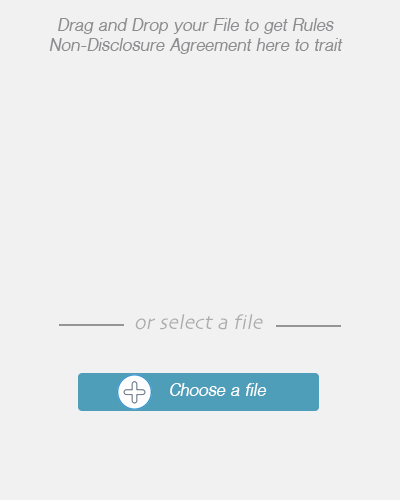 Drag and Drop your File to get Rules
Non-Disclosure Agreement here to trait
or select a file
Choose a file